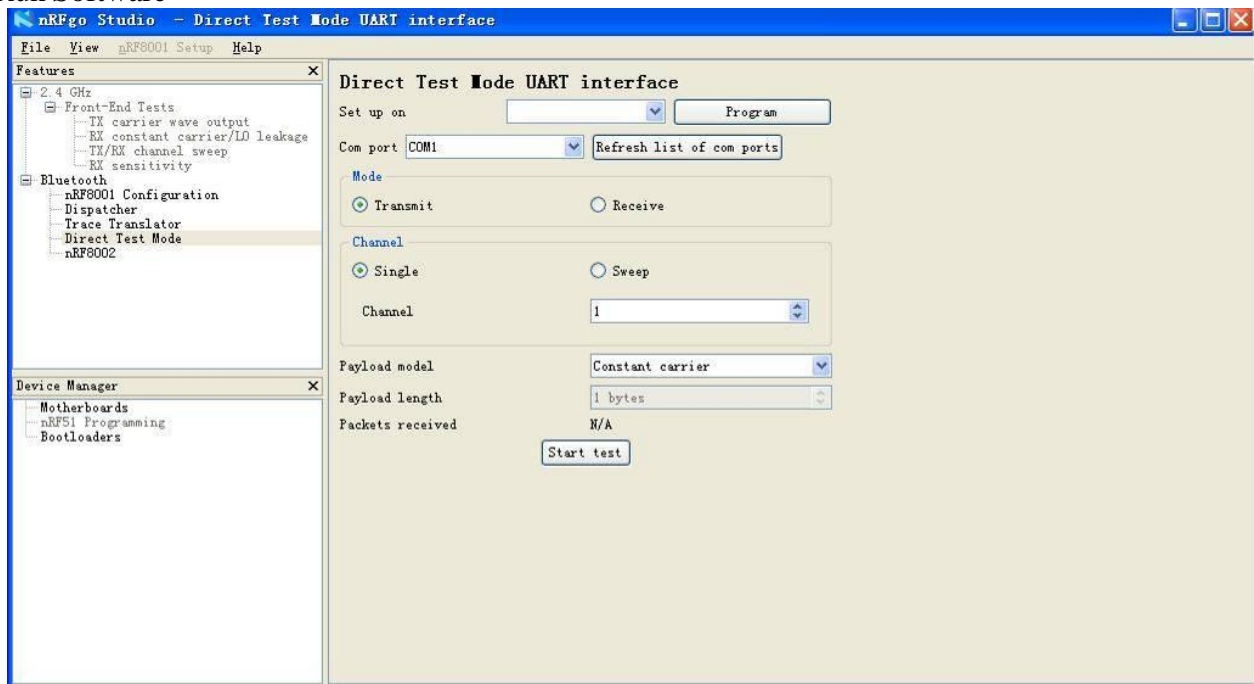 nRFgo Studio - Direct Test Mode UART interface
File View nRF8001 Setup Help
Features
2.4 GHz
Front-End Tests
TX carrier wave output
RX constant carrier/LO leakage
TX/RX channel sweep
RX sensitivity
Bluetooth
nRF8001 Configuration
Dispatcher
Trace Translator
Direct Test Mode
nRF8002
Device Manager
Motherboards
nRF51 Programming
Bootloaders
Direct Test Mode UART interface
Set up on Program
Com port COM1 Refresh list of com ports
Mode
Transmit Receive
Channel
Single Sweep
Channel 1
Payload model Constant carrier
Payload length 1 bytes
Packets received N/A
Start test